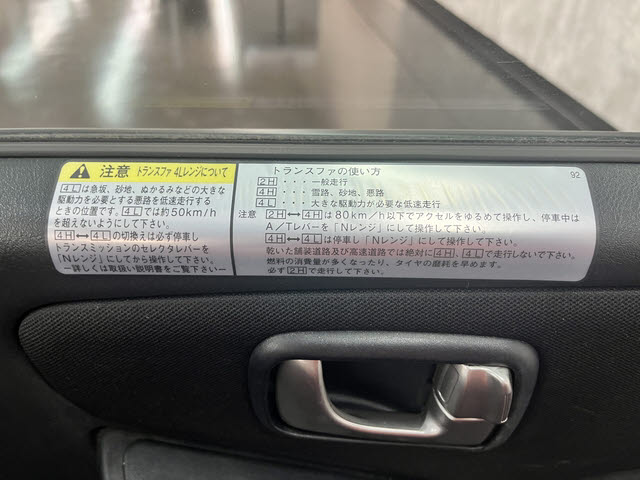 注意 トランスファ 4Lレンジについて
4Lは急坂、砂地、ぬかるみなどの大きな
駆動力を必要とする悪路を低速走行する
ときの位置です。4Lでは約50km/h
を超えないようにして下さい。
4H↔4Lの切換えは必ず停車し
トランスミッションのセレクタレバーを
「Nレンジ」にしてから操作して下さい。
ー詳しくは取扱い説明書をご覧下さいー
トランスファの使い方
92
2H・・・一般走行
4H・・・雪路、砂地、悪路
4L・・・大きな駆動力が必要な低速走行
注意 2H↔4Hは80km/h以下でアクセルをゆるめて操作し、停車中は
A/Tレバーを「Nレンジ」にして操作して下さい。
4H↔4Lは停車し「Nレンジ」にして操作して下さい。
乾いた舗装道路及び高速道路では絶対に4H、4Lで走行しないで下さい。
燃料の消費量が多くなったり、タイヤの磨耗を早めます。
必ず2Hで走行して下さい。